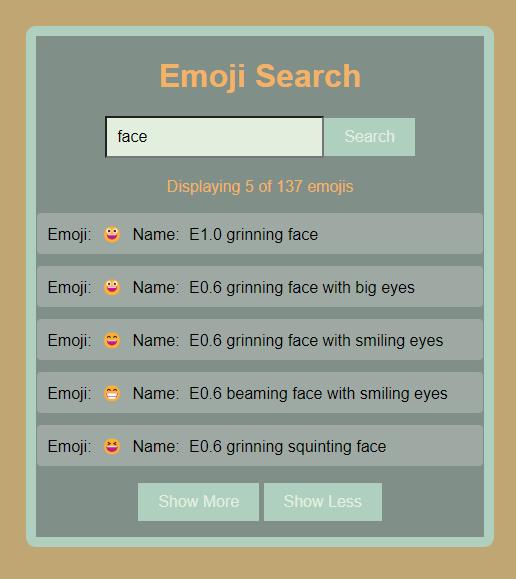 Emoji Search
face Search
Displaying 5 of 137 emojis
Emoji: 😀 Name: E1.0 grinning face
Emoji: 😃 Name: E0.6 grinning face with big eyes
Emoji: 😄 Name: E0.6 grinning face with smiling eyes
Emoji: 😁 Name: E0.6 beaming face with smiling eyes
Emoji: 😆 Name: E0.6 grinning squinting face
Show More Show Less